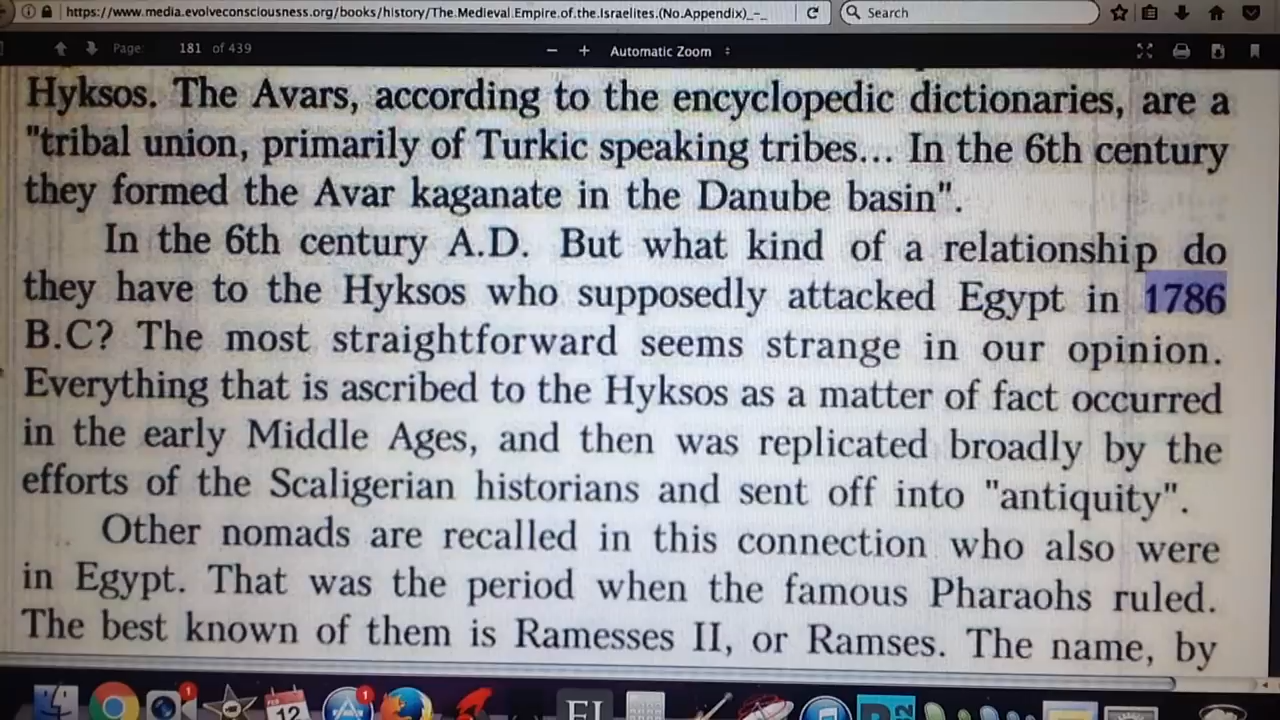 https://www.media.evolveconsciousness.org/books/history/The.Medieval.Empire.of.the.Israelites.(No.Appendix)_-_
Search
Page: 181 of 439
Automatic Zoom
Hyksos. The Avars, according to the encyclopedic dictionaries, are a
"tribal union, primarily of Turkic speaking tribes... In the 6th century
they formed the Avar kaganate in the Danube basin".
In the 6th century A.D. But what kind of a relationship do
they have to the Hyksos who supposedly attacked Egypt in 1786
B.C? The most straightforward seems strange in our opinion.
Everything that is ascribed to the Hyksos as a matter of fact occurred
in the early Middle Ages, and then was replicated broadly by the
efforts of the Scaligerian historians and sent off into "antiquity".
Other nomads are recalled in this connection who also were
in Egypt. That was the period when the famous Pharaohs ruled.
The best known of them is Ramesses II, or Ramses. The name, by
1
12
1